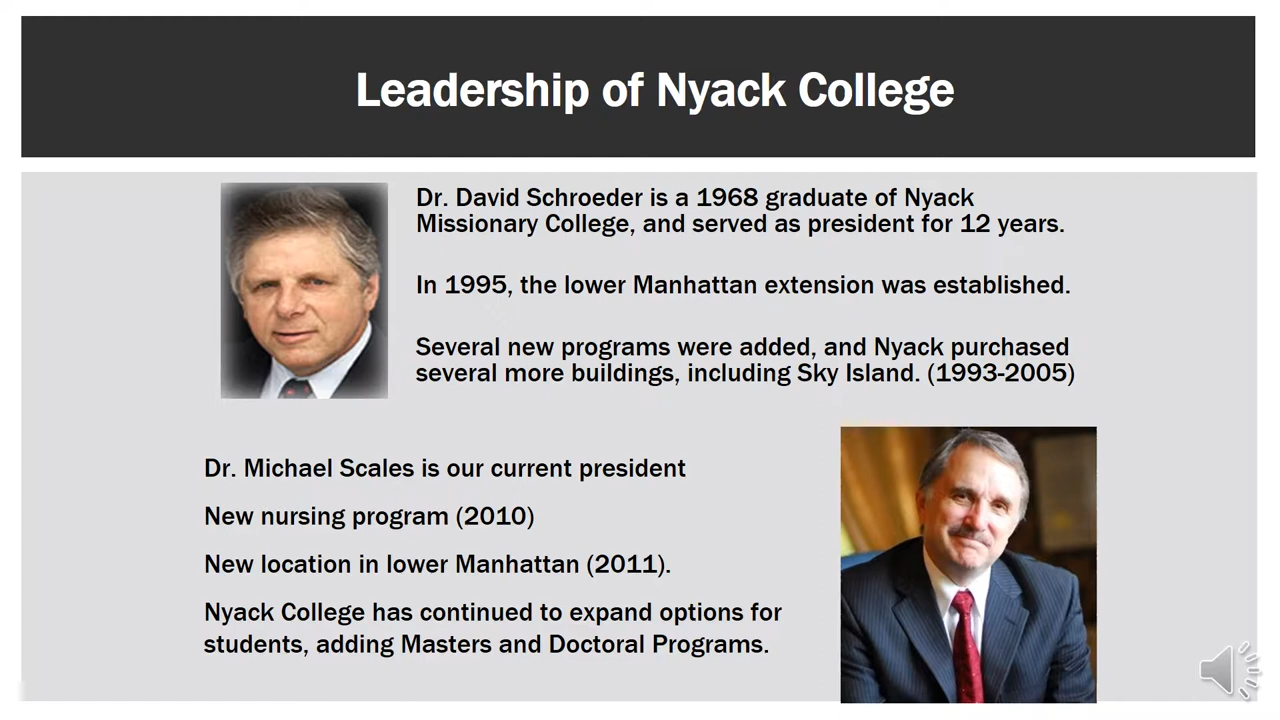 Leadership of Nyack College
Dr. David Schroeder is a 1968 graduate of Nyack
Missionary College, and served as president for 12 years.
In 1995, the lower Manhattan extension was established.
Several new programs were added, and Nyack purchased
several more buildings, including Sky Island. (1993-2005)
Dr. Michael Scales is our current president
New nursing program (2010)
New location in lower Manhattan (2011).
Nyack College has continued to expand options for
students, adding Masters and Doctoral Programs.